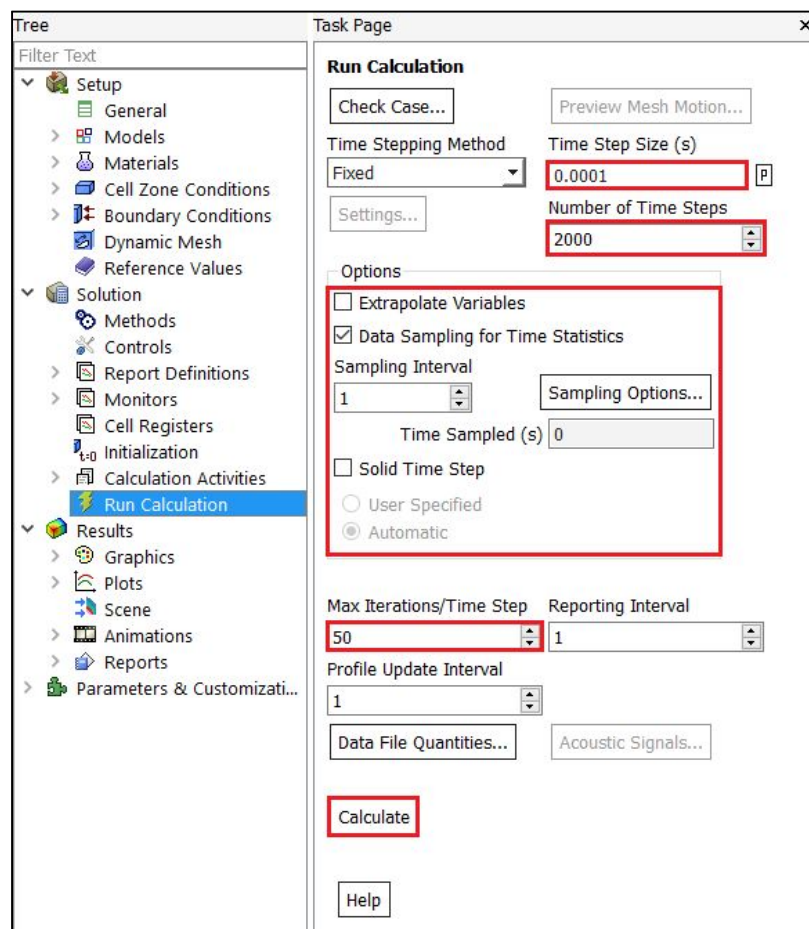 Tree
Filter Text
Setup
General
Models
Materials
Cell Zone Conditions
Boundary Conditions
Dynamic Mesh
Reference Values
Solution
Methods
Controls
Report Definitions
Monitors
Cell Registers
t=0 Initialization
Calculation Activities
Run Calculation
Results
Graphics
Plots
Scene
Animations
Reports
Parameters & Customizati...
Task Page
Run Calculation
Check Case... Preview Mesh Motion...
Time Stepping Method Time Step Size (s)
Fixed 0.0001 P
Settings... Number of Time Steps
2000
Options
Extrapolate Variables
Data Sampling for Time Statistics
Sampling Interval
1 Sampling Options...
Time Sampled (s) 0
Solid Time Step
User Specified
Automatic
Max Iterations/Time Step Reporting Interval
50 1
Profile Update Interval
1
Data File Quantities... Acoustic Signals...
Calculate
Help